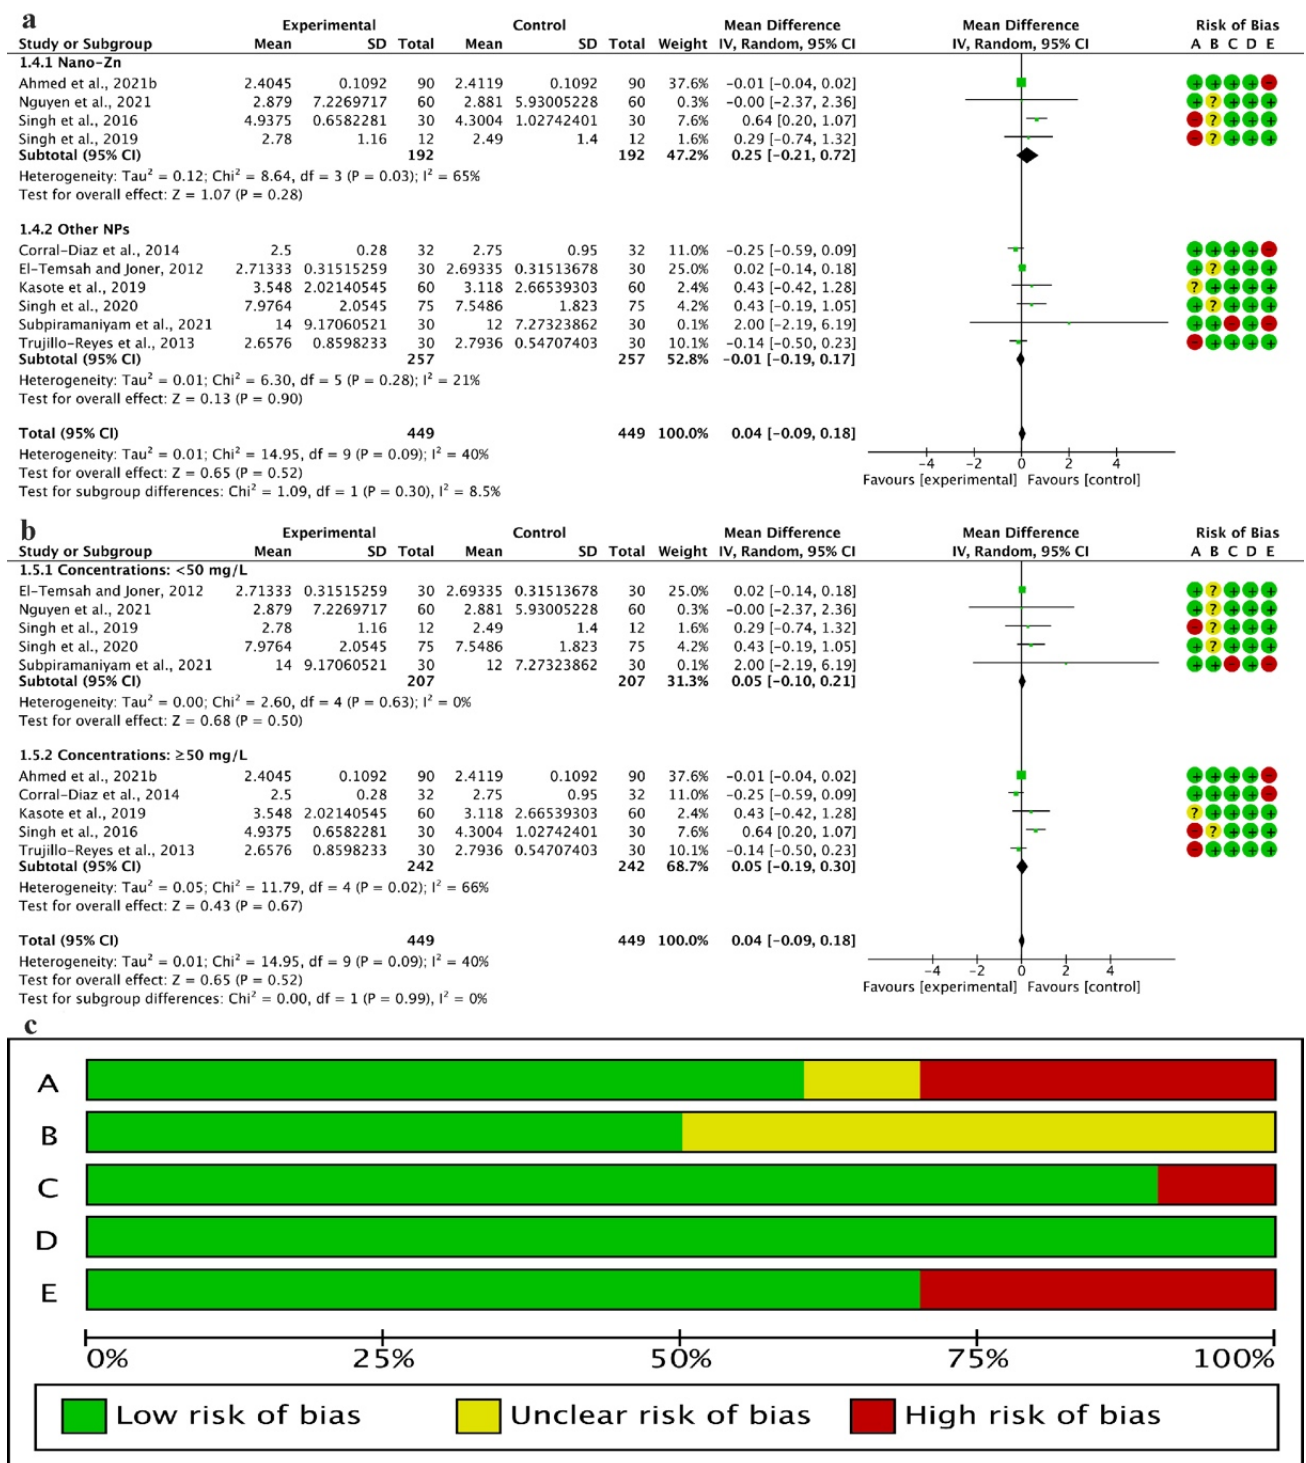 a
Experimental Control Mean Difference Mean Difference Risk of Bias
Study or Subgroup Mean SD Total Mean SD Total Weight IV, Random, 95% CI IV, Random, 95% CI A B C D E
1.4.1 Nano-Zn
Ahmed et al., 2021b 2.4045 0.1092 90 2.4119 0.1092 90 37.6% -0.01 [-0.04, 0.02] + + + + -
Nguyen et al., 2021 2.879 7.2269717 60 2.881 5.93005228 60 0.3% -0.00 [-2.37, 2.36] + ? + + +
Singh et al., 2016 4.9375 0.6582281 30 4.3004 1.02742401 30 7.6% 0.64 [0.20, 1.07] - ? + + +
Singh et al., 2019 2.78 1.16 12 2.49 1.4 12 1.6% 0.29 [-0.74, 1.32] - ? + + +
Subtotal (95% CI) 192 192 47.2% 0.25 [-0.21, 0.72]
Heterogeneity: Tau² = 0.12; Chi² = 8.64, df = 3 (P = 0.03); I² = 65%
Test for overall effect: Z = 1.07 (P = 0.28)
1.4.2 Other NPs
Corral-Diaz et al., 2014 2.5 0.28 32 2.75 0.95 32 11.0% -0.25 [-0.59, 0.09] + + + + -
El-Temsah and Joner, 2012 2.71333 0.31515259 30 2.69335 0.31513678 30 25.0% 0.02 [-0.14, 0.18] + ? + + +
Kasote et al., 2019 3.548 2.02140545 60 3.118 2.66539303 60 2.4% 0.43 [-0.42, 1.28] ? + + + +
Singh et al., 2020 7.9764 2.0545 75 7.5486 1.823 75 4.2% 0.43 [-0.19, 1.05] + ? + + +
Subpiramaniyam et al., 2021 14 9.17060521 30 12 7.27323862 30 0.1% 2.00 [-2.19, 6.19] + + - + -
Trujillo-Reyes et al., 2013 2.6576 0.8598233 30 2.7936 0.54707403 30 10.1% -0.14 [-0.50, 0.23] - + + + +
Subtotal (95% CI) 257 257 52.8% -0.01 [-0.19, 0.17]
Heterogeneity: Tau² = 0.01; Chi² = 6.30, df = 5 (P = 0.28); I² = 21%
Test for overall effect: Z = 0.13 (P = 0.90)
Total (95% CI) 449 449 100.0% 0.04 [-0.09, 0.18]
Heterogeneity: Tau² = 0.01; Chi² = 14.95, df = 9 (P = 0.09); I² = 40%
Test for overall effect: Z = 0.65 (P = 0.52)
Test for subgroup differences: Chi² = 1.09, df = 1 (P = 0.30), I² = 8.5%
-4 -2 0 2 4
Favours [experimental] Favours [control]
b
Experimental Control Mean Difference Mean Difference Risk of Bias
Study or Subgroup Mean SD Total Mean SD Total Weight IV, Random, 95% CI IV, Random, 95% CI A B C D E
1.5.1 Concentrations: <50 mg/L
El-Temsah and Joner, 2012 2.71333 0.31515259 30 2.69335 0.31513678 30 25.0% 0.02 [-0.14, 0.18] + ? + + +
Nguyen et al., 2021 2.879 7.2269717 60 2.881 5.93005228 60 0.3% -0.00 [-2.37, 2.36] + ? + + +
Singh et al., 2019 2.78 1.16 12 2.49 1.4 12 1.6% 0.29 [-0.74, 1.32] - ? + + +
Singh et al., 2020 7.9764 2.0545 75 7.5486 1.823 75 4.2% 0.43 [-0.19, 1.05] + ? + + +
Subpiramaniyam et al., 2021 14 9.17060521 30 12 7.27323862 30 0.1% 2.00 [-2.19, 6.19] + + - + -
Subtotal (95% CI) 207 207 31.3% 0.05 [-0.10, 0.21]
Heterogeneity: Tau² = 0.00; Chi² = 2.60, df = 4 (P = 0.63); I² = 0%
Test for overall effect: Z = 0.68 (P = 0.50)
1.5.2 Concentrations: ≥50 mg/L
Ahmed et al., 2021b 2.4045 0.1092 90 2.4119 0.1092 90 37.6% -0.01 [-0.04, 0.02] + + + + -
Corral-Diaz et al., 2014 2.5 0.28 32 2.75 0.95 32 11.0% -0.25 [-0.59, 0.09] + + + + -
Kasote et al., 2019 3.548 2.02140545 60 3.118 2.66539303 60 2.4% 0.43 [-0.42, 1.28] ? + + + +
Singh et al., 2016 4.9375 0.6582281 30 4.3004 1.02742401 30 7.6% 0.64 [0.20, 1.07] - ? + + +
Trujillo-Reyes et al., 2013 2.6576 0.8598233 30 2.7936 0.54707403 30 10.1% -0.14 [-0.50, 0.23] - + + + +
Subtotal (95% CI) 242 242 68.7% 0.05 [-0.19, 0.30]
Heterogeneity: Tau² = 0.05; Chi² = 11.79, df = 4 (P = 0.02); I² = 66%
Test for overall effect: Z = 0.43 (P = 0.67)
Total (95% CI) 449 449 100.0% 0.04 [-0.09, 0.18]
Heterogeneity: Tau² = 0.01; Chi² = 14.95, df = 9 (P = 0.09); I² = 40%
Test for overall effect: Z = 0.65 (P = 0.52)
Test for subgroup differences: Chi² = 0.00, df = 1 (P = 0.99), I² = 0%
-4 -2 0 2 4
Favours [experimental] Favours [control]
c
A
B
C
D
E
0% 25% 50% 75% 100%
Low risk of bias Unclear risk of bias High risk of bias